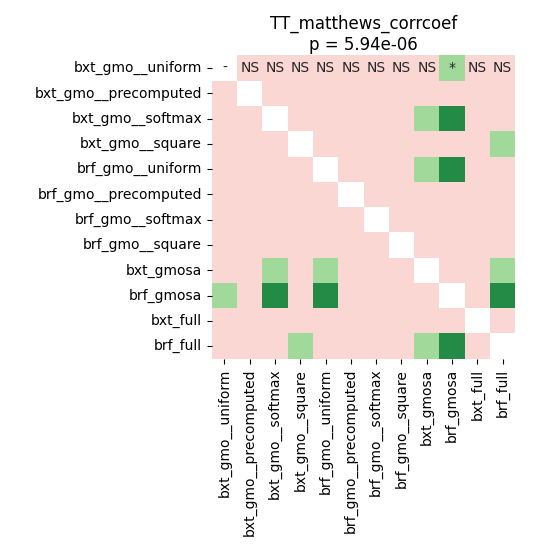 TT_matthews_corrcoef
p = 5.94e-06
bxt_gmo__uniform - NS NS NS NS NS NS NS NS * NS NS
bxt_gmo__precomputed
bxt_gmo__softmax
bxt_gmo__square
brf_gmo__uniform
brf_gmo__precomputed
brf_gmo__softmax
brf_gmo__square
bxt_gmosa
brf_gmosa
bxt_full
brf_full
bxt_gmo__uniform
bxt_gmo__precomputed
bxt_gmo__softmax
bxt_gmo__square
brf_gmo__uniform
brf_gmo__precomputed
brf_gmo__softmax
brf_gmo__square
bxt_gmosa
brf_gmosa
bxt_full
brf_full